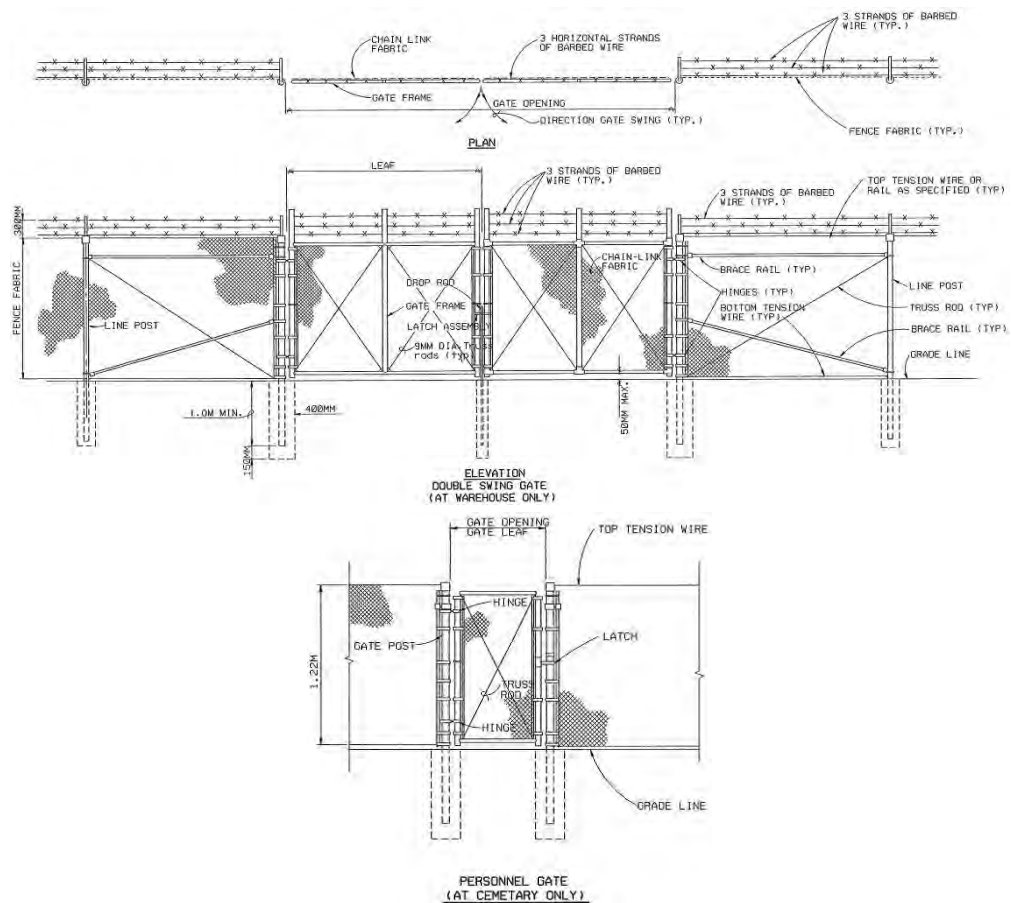 3 STRANDS OF BARBED
WIRE (TYP.)
CHAIN LINK
FABRIC
3 HORIZONTAL STRANDS
OF BARBED WIRE
GATE FRAME
GATE OPENING
DIRECTION GATE SWING (TYP.)
FENCE FABRIC (TYP.)
PLAN
LEAF
3 STRANDS OF BARBED
WIRE (TYP.)
TOP TENSION WIRE OR
RAIL AS SPECIFIED (TYP)
3 STRANDS OF BARBED
WIRE (TYP.)
300MM
FENCE FABRIC
CHAIN-LINK
FABRIC
BRACE RAIL (TYP)
DROP ROD
GATE FRAME
HINGES (TYP)
LINE POST
LINE POST
LATCH ASSEMBLY
BOTTOM TENSION
WIRE (TYP)
TRUSS ROD (TYP)
9MM DIA.Truss
rods (typ)
BRACE RAIL (TYP)
GRADE LINE
1.0M MIN.
400MM
50MM MAX.
150MM
ELEVATION
DOUBLE SWING GATE
(AT WAREHOUSE ONLY)
GATE OPENING
GATE LEAF
TOP TENSION WIRE
HINGE
GATE POST
LATCH
1.22M
TRUSS
ROD
HINGE
GRADE LINE
PERSONNEL GATE
(AT CEMETARY ONLY)